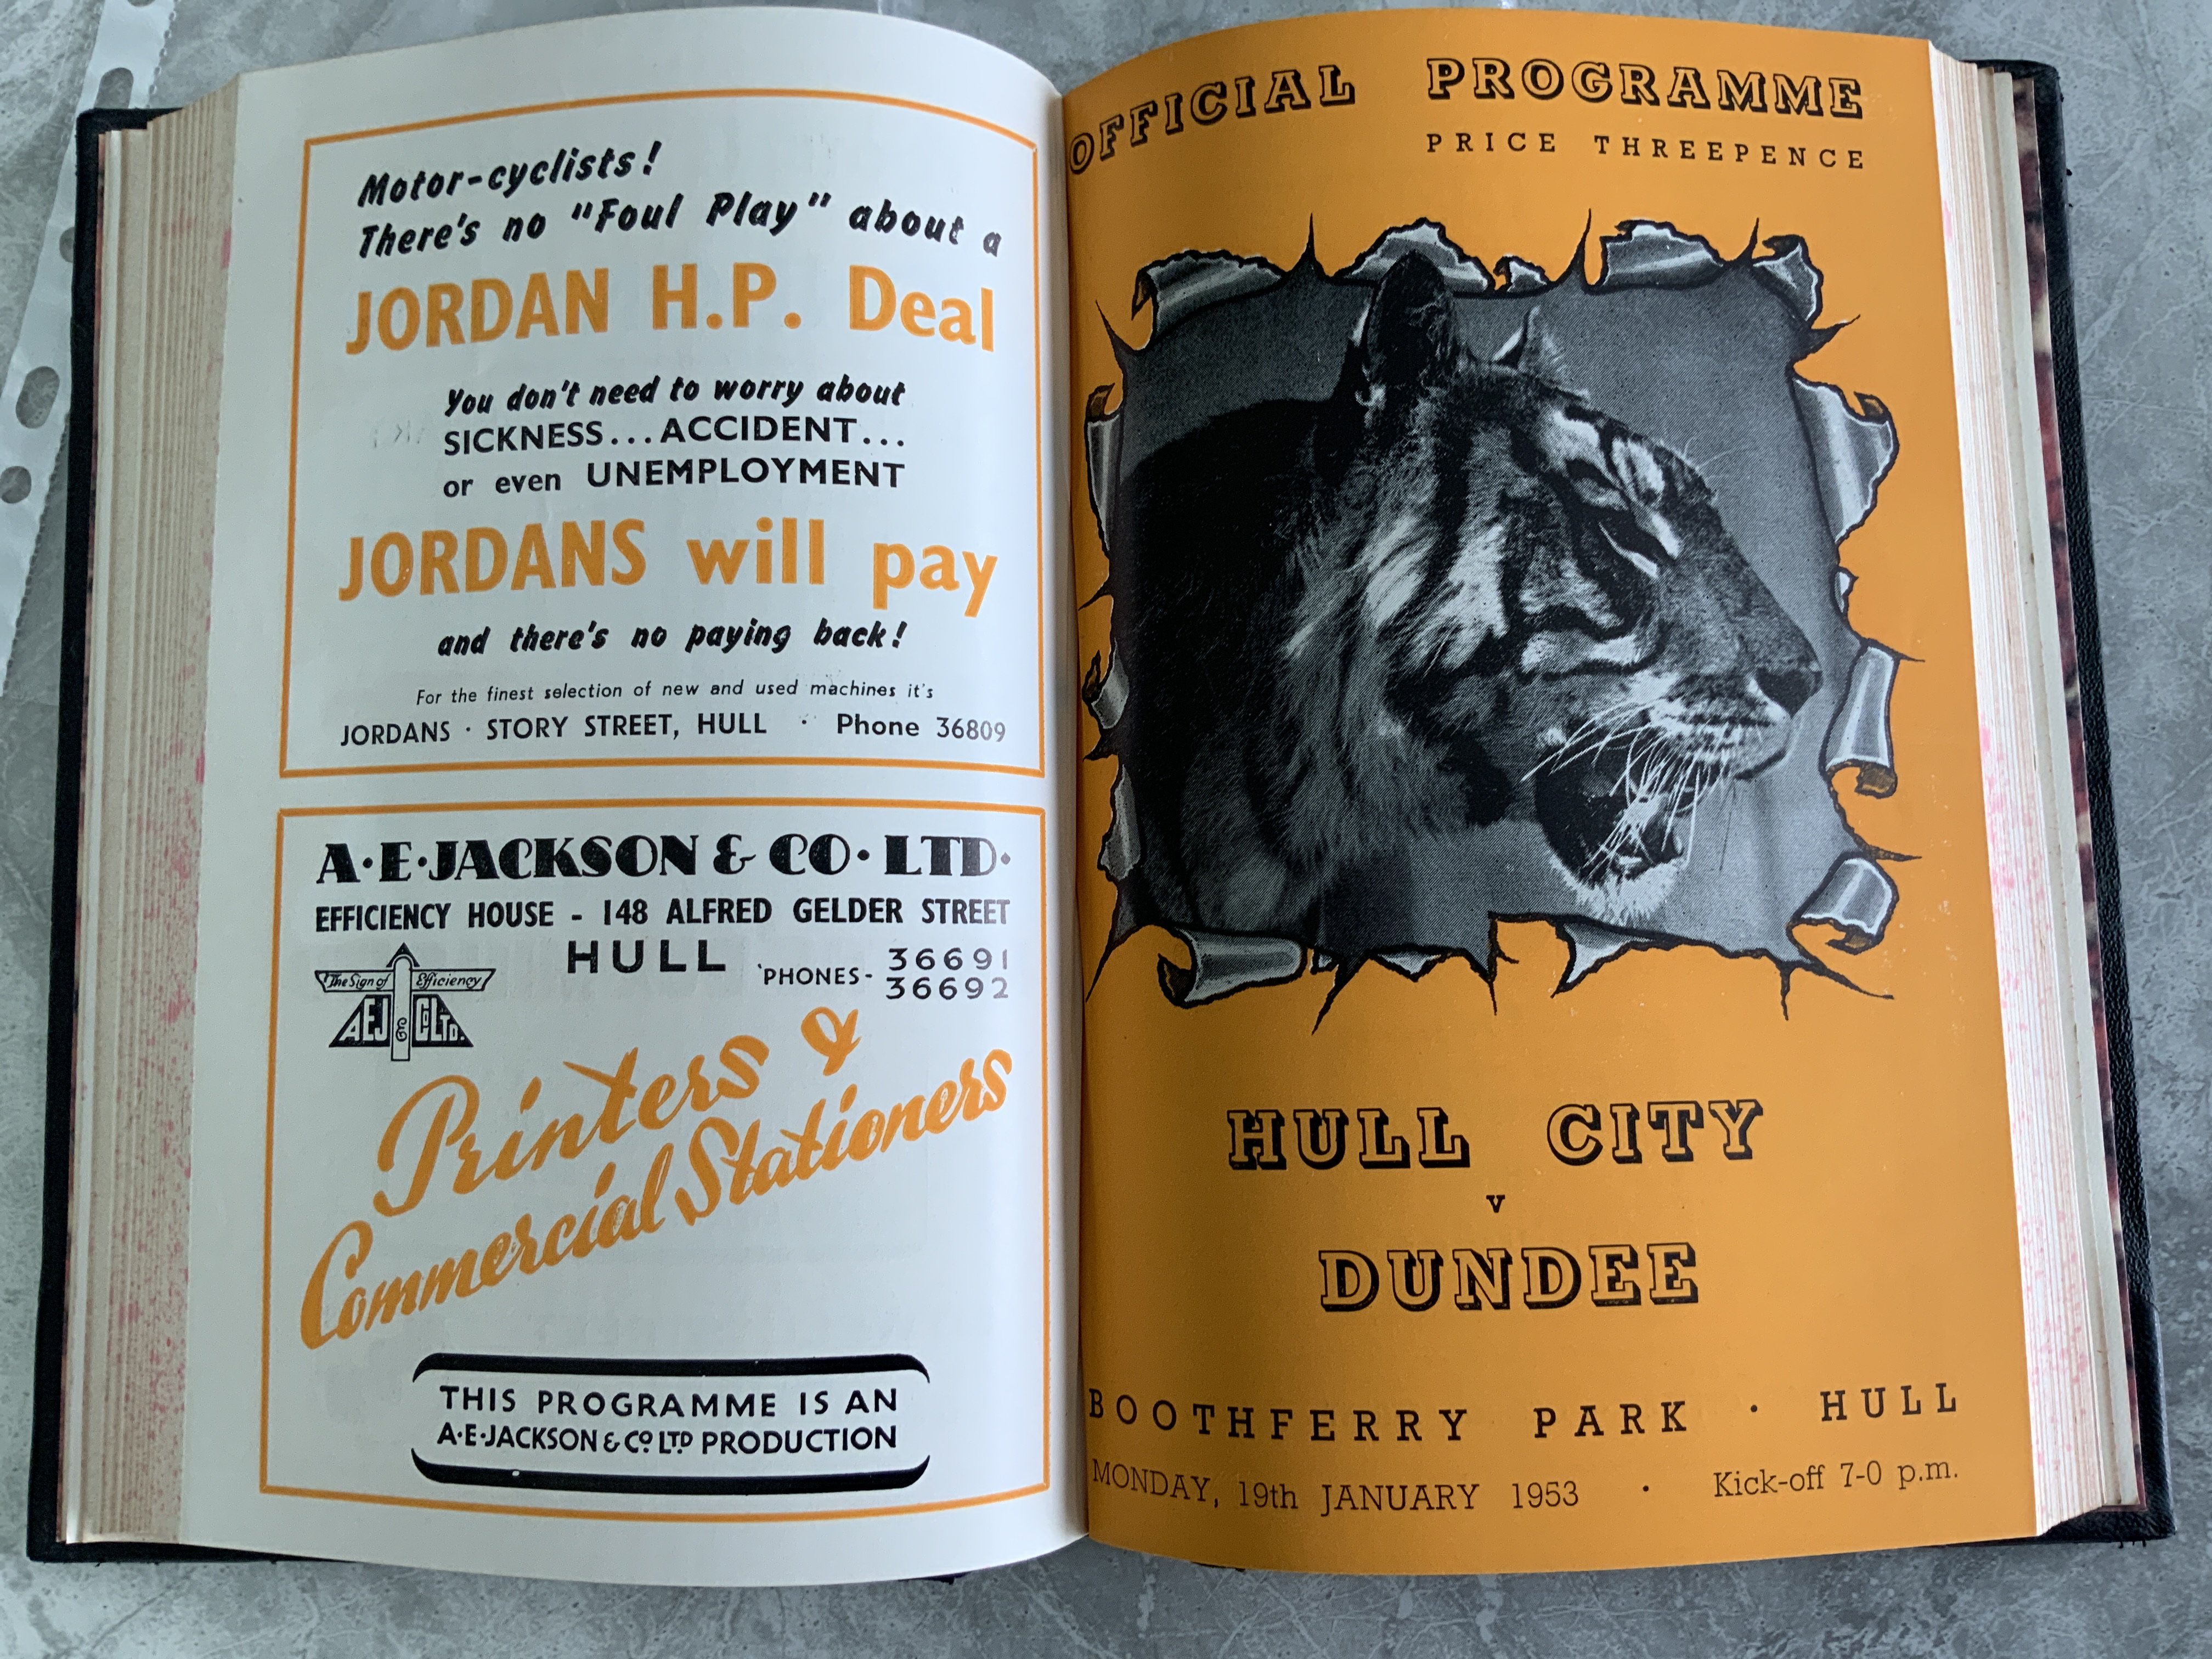 Motor-cyclists!
There's no "Foul Play" about a
JORDAN H.P. Deal
You don't need to worry about
SICKNESS...ACCIDENT...
or even UNEMPLOYMENT
JORDANS will pay
and there's no paying back!
For the finest selection of new and used machines it's
JORDANS · STORY STREET, HULL · Phone 36809
A·E·JACKSON & CO· LTD·
EFFICIENCY HOUSE - 148 ALFRED GELDER STREET
HULL 'PHONES- 36691
36692
The Sign of Efficiency
AEJ & Co LTD.
Printers &
Commercial Stationers
THIS PROGRAMME IS AN
A·E·JACKSON & Co LTD PRODUCTION
OFFICIAL PROGRAMME
PRICE THREEPENCE
HULL CITY
v
DUNDEE
BOOTHFERRY PARK · HULL
MONDAY, 19th JANUARY 1953 · Kick-off 7-0 p.m.